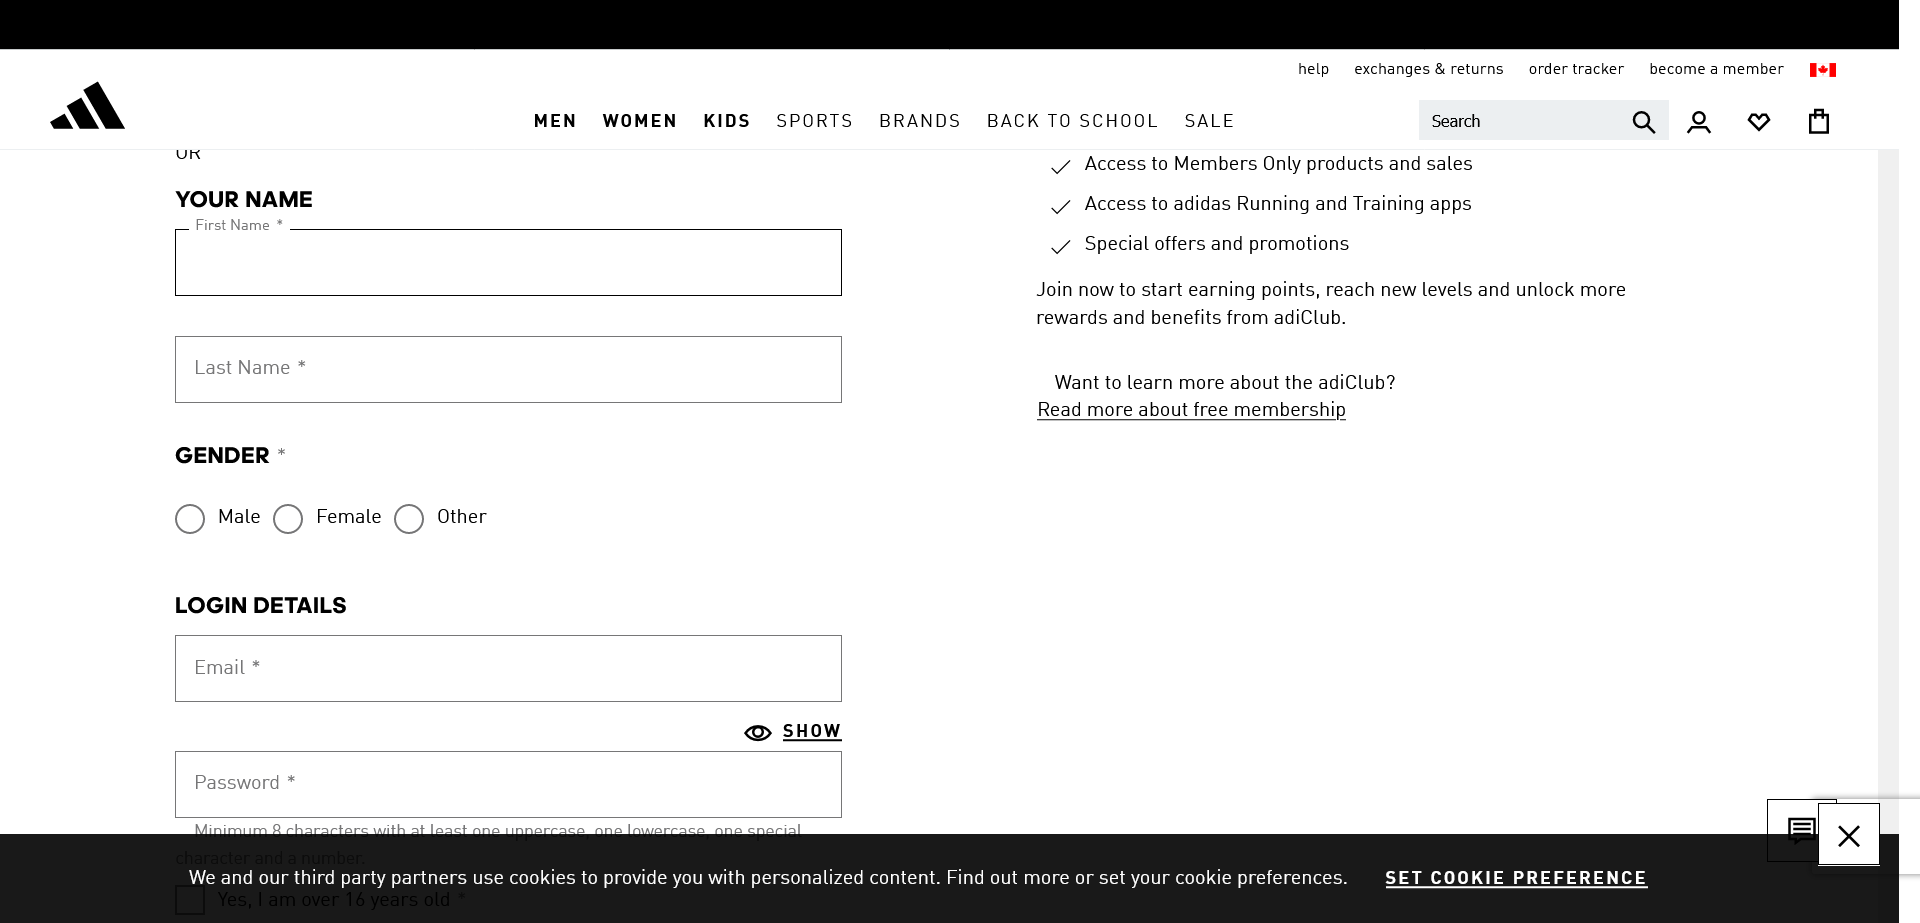 help exchanges & returns order tracker become a member
MEN WOMEN KIDS SPORTS BRANDS BACK TO SCHOOL SALE Search
OR
YOUR NAME
First Name *
Last Name *
GENDER *
Male Female Other
LOGIN DETAILS
Email *
SHOW
Password *
Minimum 8 characters with at least one uppercase, one lowercase, one special
character and a number.
Yes, I am over 16 years old *
Access to Members Only products and sales
Access to adidas Running and Training apps
Special offers and promotions
Join now to start earning points, reach new levels and unlock more
rewards and benefits from adiClub.
Want to learn more about the adiClub?
Read more about free membership
We and our third party partners use cookies to provide you with personalized content. Find out more or set your cookie preferences. SET COOKIE PREFERENCE